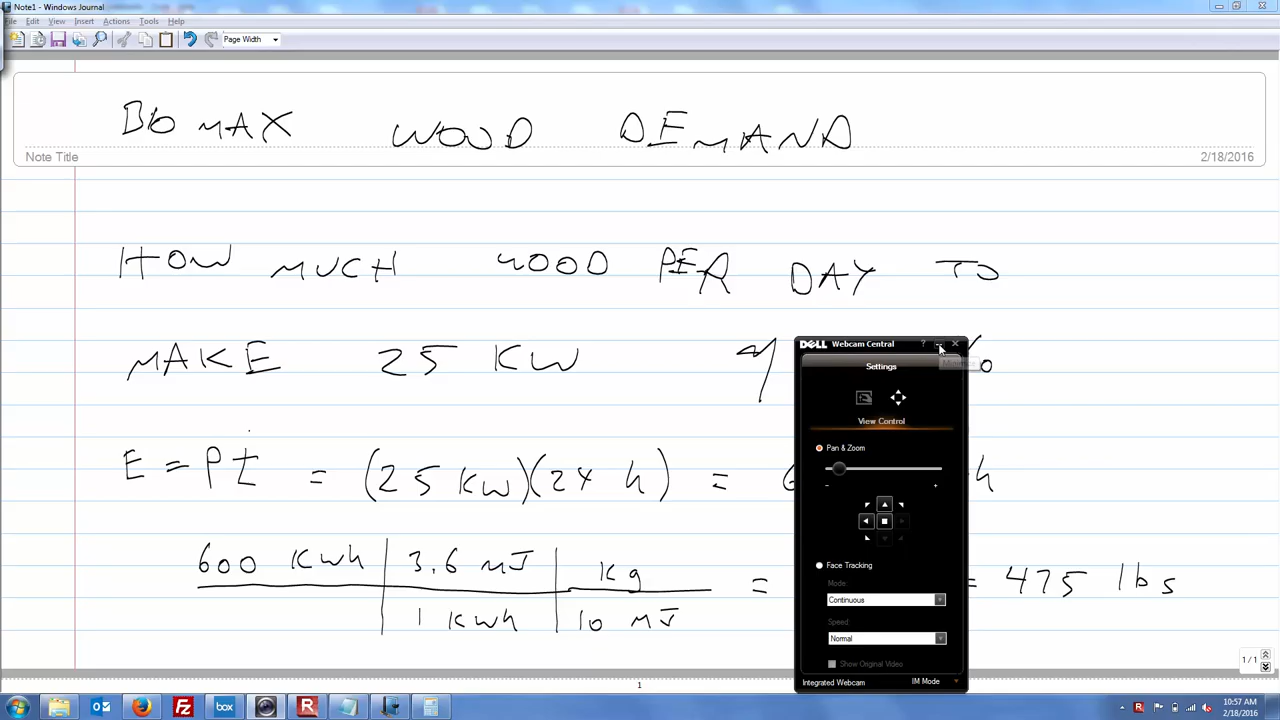 Note1 - Windows Journal
File Edit View Insert Actions Tools Help
Page Width
BIOMAX WOOD DEMAND
Note Title
2/18/2016
HOW MUCH WOOD PER DAY TO
MAKE 25 KW
E = Pt = (25 KW)(24 h) =
600 KWh | 3.6 MJ | kg = = 475 lbs
1 KWh | 10 MJ
DELL Webcam Central
Settings
View Control
Pan & Zoom
- +
Face Tracking
Mode:
Continuous
Speed:
Normal
Show Original Video
Integrated Webcam IM Mode
1
1/1
10:57 AM
2/18/2016